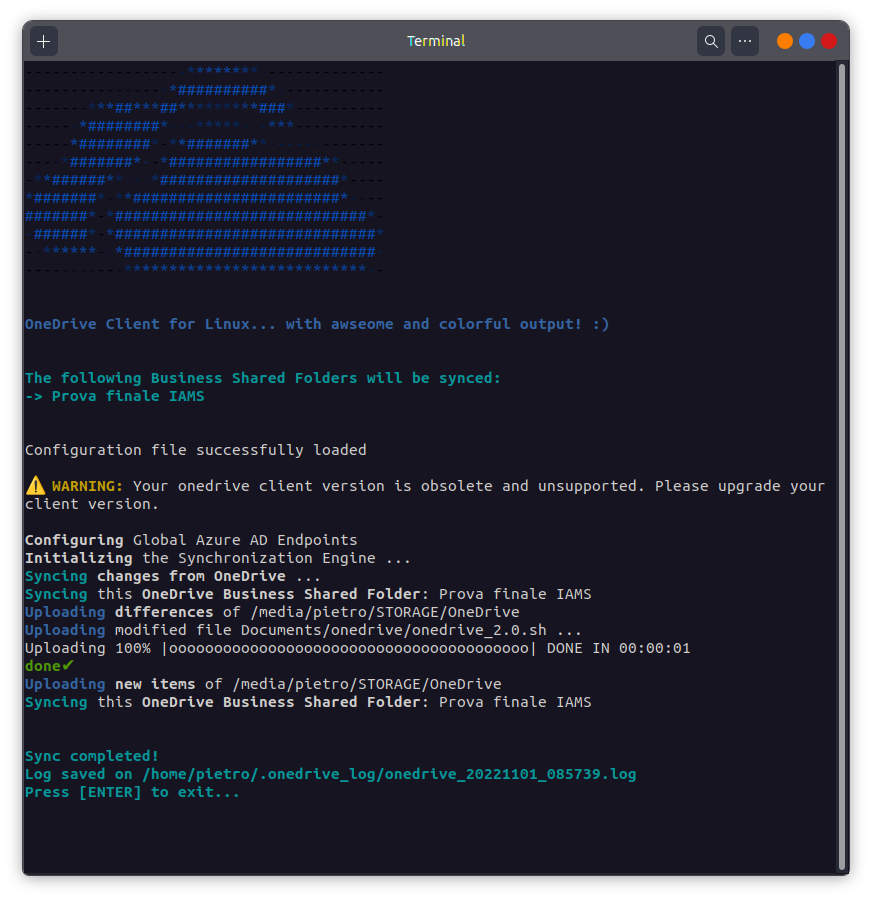 Terminal
OneDrive Client for Linux... with awseome and colorful output! :)
The following Business Shared Folders will be synced:
-> Prova finale IAMS
Configuration file successfully loaded
⚠️ WARNING: Your onedrive client version is obsolete and unsupported. Please upgrade your
client version.
Configuring Global Azure AD Endpoints
Initializing the Synchronization Engine ...
Syncing changes from OneDrive ...
Syncing this OneDrive Business Shared Folder: Prova finale IAMS
Uploading differences of /media/pietro/STORAGE/OneDrive
Uploading modified file Documents/onedrive/onedrive_2.0.sh ...
Uploading 100% |oooooooooooooooooooooooooooooooooooooooo| DONE IN 00:00:01
done✔
Uploading new items of /media/pietro/STORAGE/OneDrive
Syncing this OneDrive Business Shared Folder: Prova finale IAMS
Sync completed!
Log saved on /home/pietro/.onedrive_log/onedrive_20221101_085739.log
Press [ENTER] to exit...